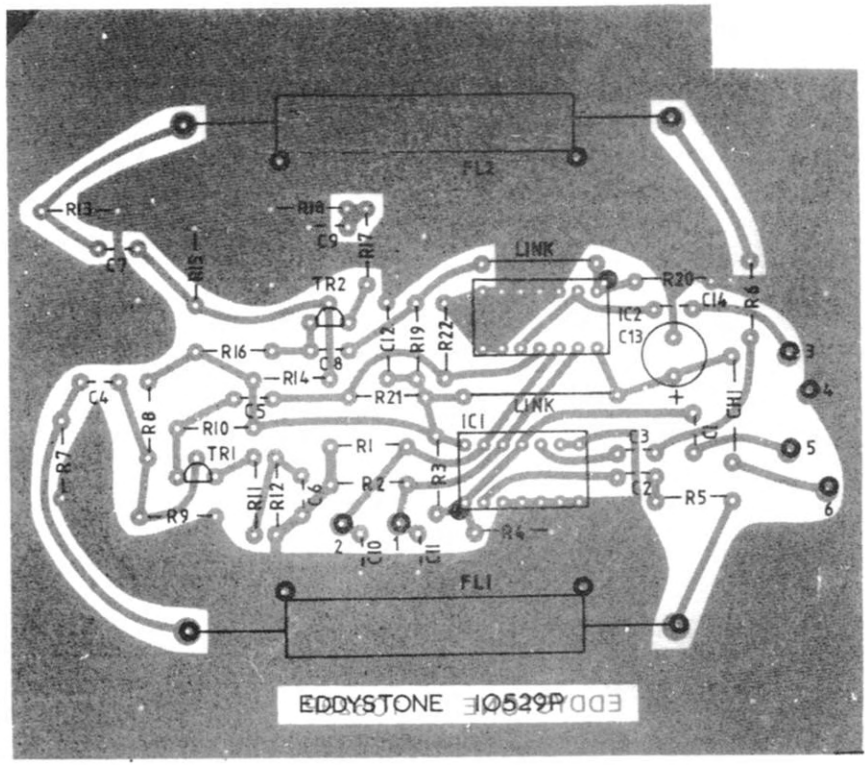 FL2
R13
R18
C9
R17
C7
R15
LINK
TR2
R20
R6
C14
IC2
C13
C12
R19
R22
R16
C8
R14
C4
R8
C5
R21
+
LINK
CH1
3
4
R10
IC1
C1
R7
TR1
R1
R3
C3
5
R11
R12
C6
R2
C2
R5
6
R9
2
C10
1
C11
R4
FL1
EDDYSTONE 10529P